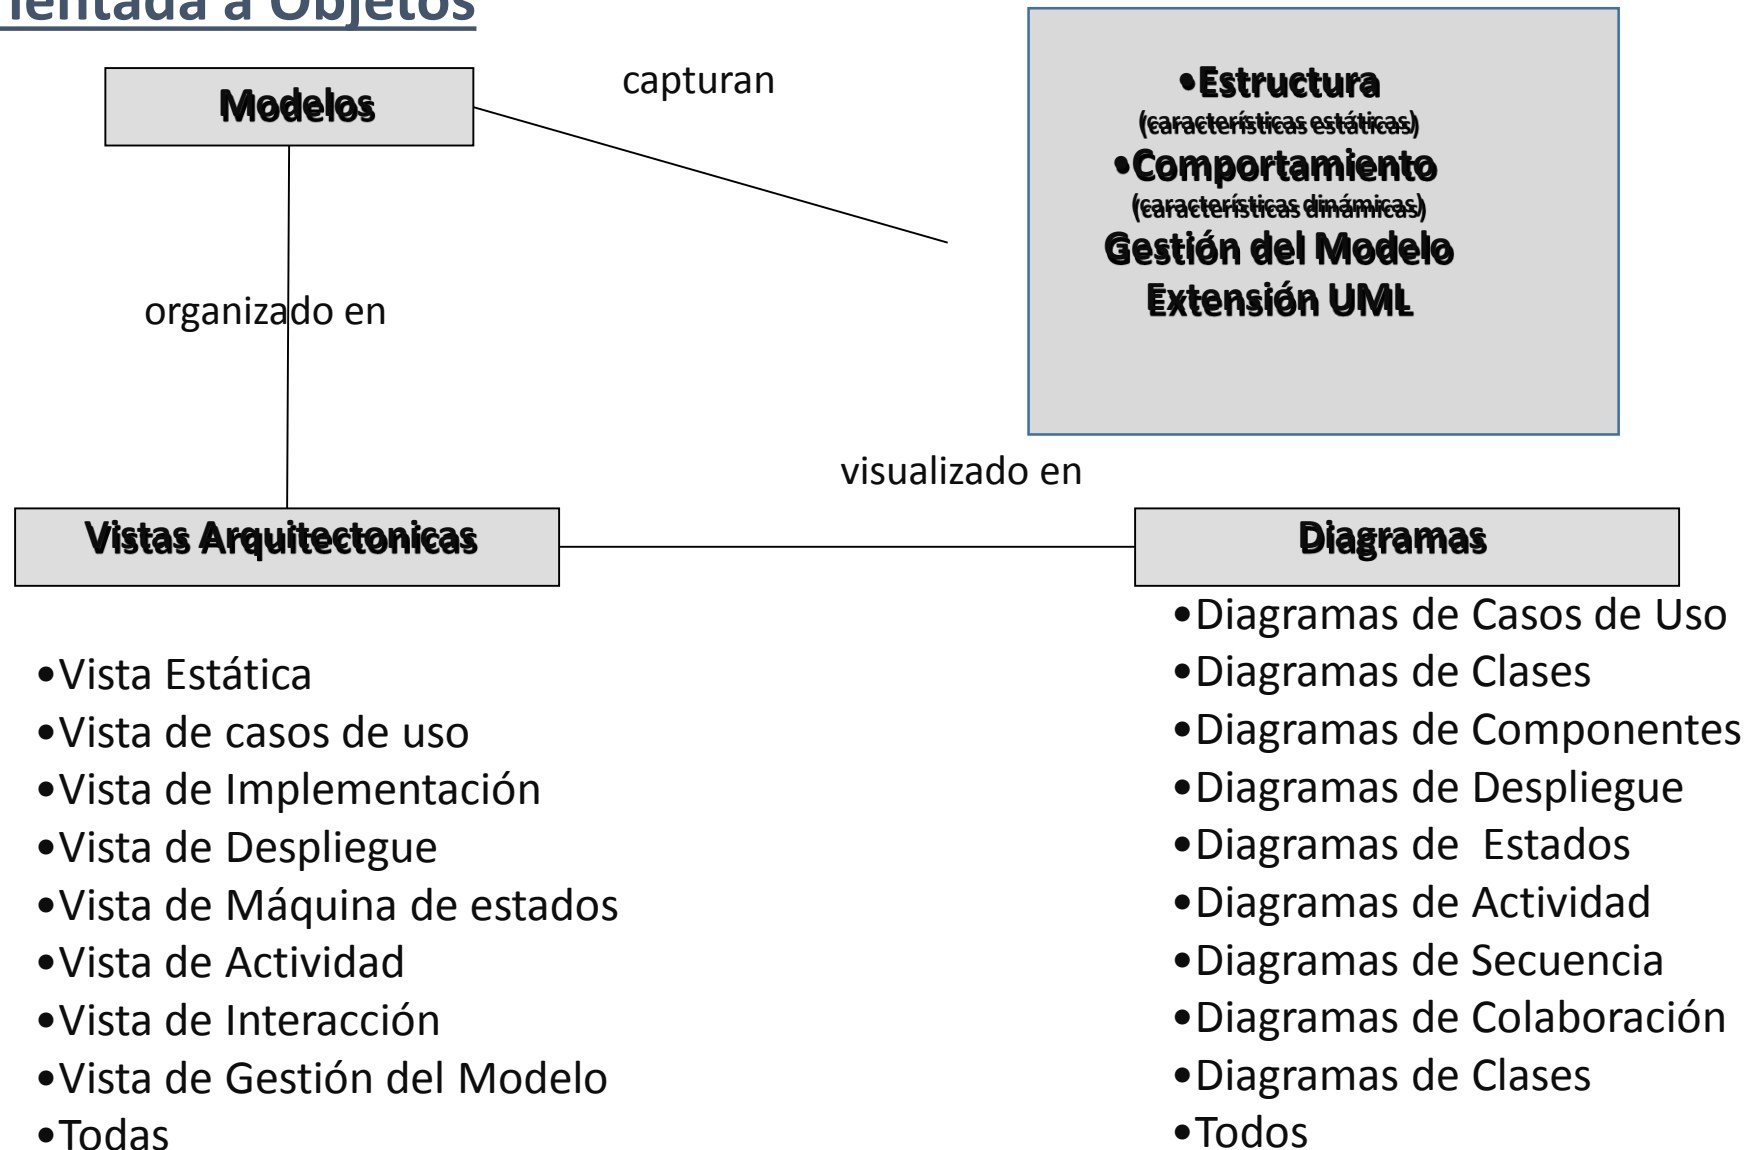 a Objetos
capturan
Modelos
•Estructura
(características estáticas)
•Comportamiento
(características dinámicas)
Gestión del Modelo
Extensión UML
organizado en
visualizado en
Vistas Arquitectonicas
Diagramas
•Vista Estática
•Vista de casos de uso
•Vista de Implementación
•Vista de Despliegue
•Vista de Máquina de estados
•Vista de Actividad
•Vista de Interacción
•Vista de Gestión del Modelo
•Todas
•Diagramas de Casos de Uso
•Diagramas de Clases
•Diagramas de Componentes
•Diagramas de Despliegue
•Diagramas de  Estados
•Diagramas de Actividad
•Diagramas de Secuencia
•Diagramas de Colaboración
•Diagramas de Clases
•Todos